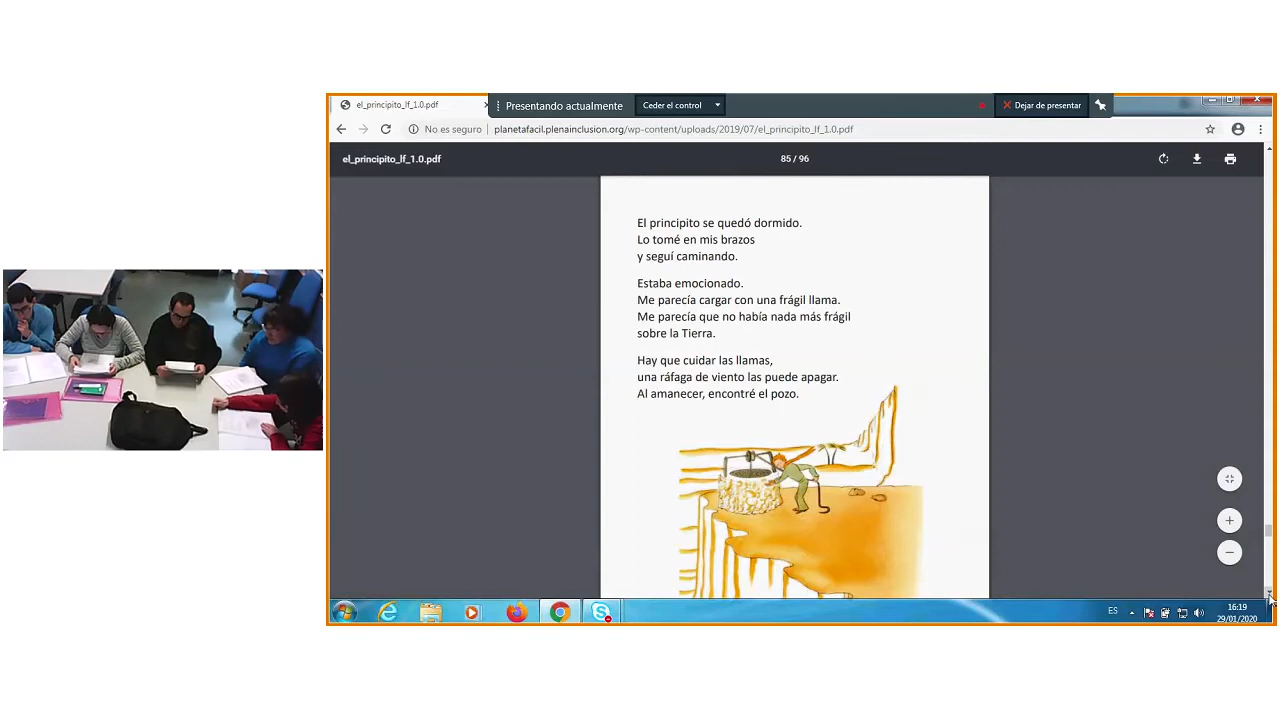 el_principito_lf_1.0.pdf
Presentando actualmente
Ceder el control
Dejar de presentar
No es seguro
planetafacil.plenainclusion.org/wp-content/uploads/2019/07/el_principito_lf_1.0.pdf
el_principito_lf_1.0.pdf
85 / 96
El principito se quedó dormido.
Lo tomé en mis brazos
y seguí caminando.
Estaba emocionado.
Me parecía cargar con una frágil llama.
Me parecía que no había nada más frágil
sobre la Tierra.
Hay que cuidar las llamas,
una ráfaga de viento las puede apagar.
Al amanecer, encontré el pozo.
ES
16:19
29/01/2020